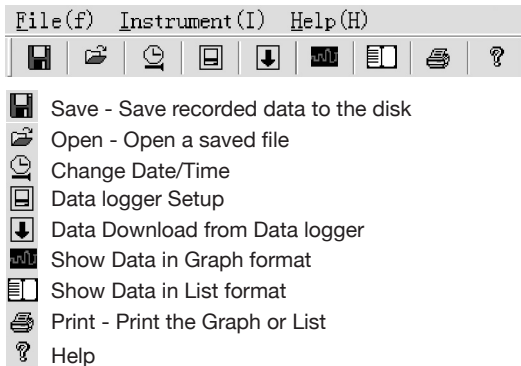 File(f) Instrument(I) Help(H)
Save - Save recorded data to the disk
Open - Open a saved file
Change Date/Time
Data logger Setup
Data Download from Data logger
Show Data in Graph format
Show Data in List format
Print - Print the Graph or List
Help